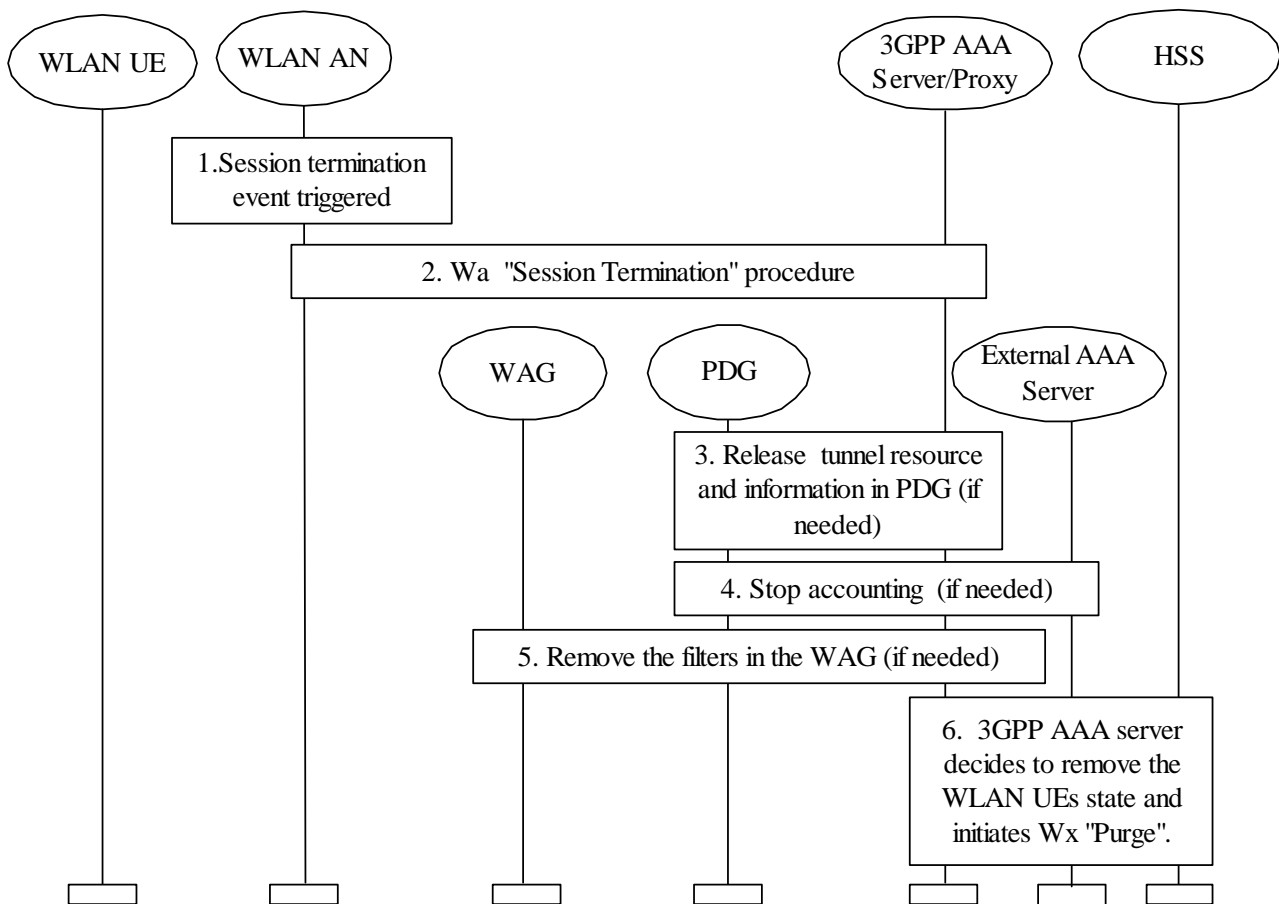 WLAN UE
WLAN AN
3GPP AAA
Server/Proxy
HSS
1.Session termination
event triggered
2. Wa "Session Termination" procedure
WAG
PDG
External AAA
Server
3. Release tunnel resource
and information in PDG (if
needed)
4. Stop accounting (if needed)
5. Remove the filters in the WAG (if needed)
6. 3GPP AAA server
decides to remove the
WLAN UEs state and
initiates Wx "Purge".